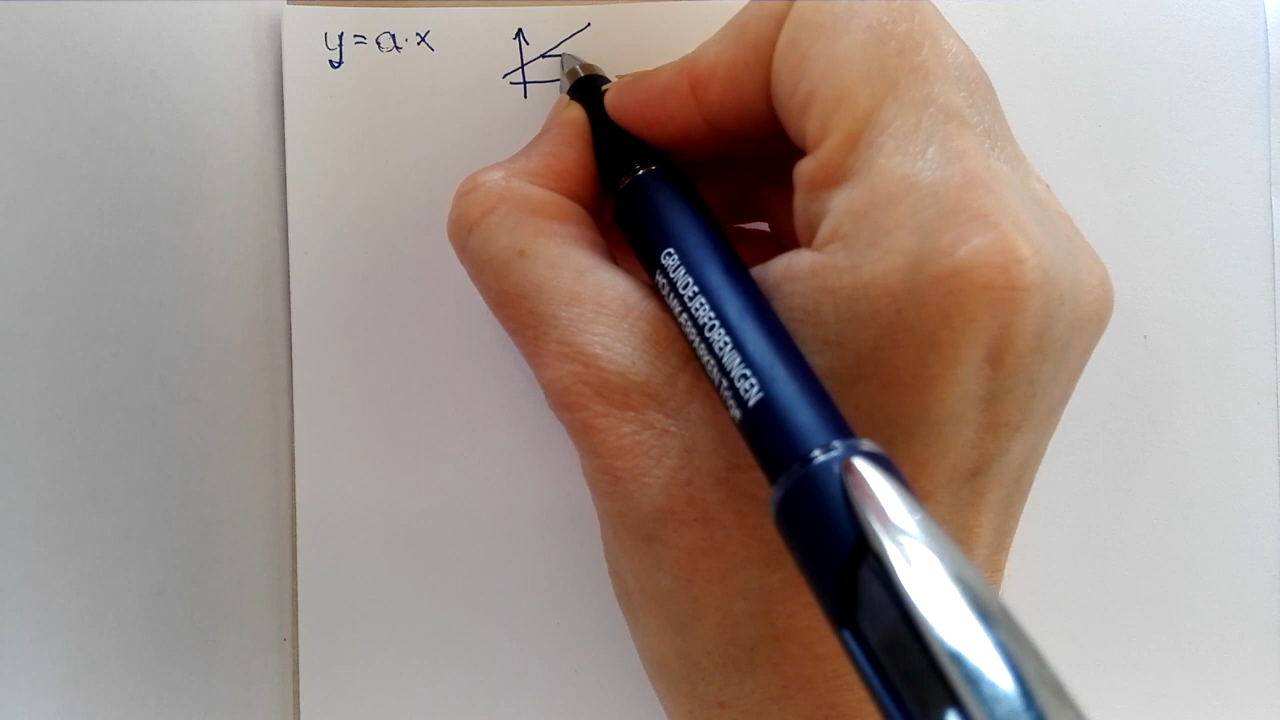 y = a · x
GRUNDEJERFORENINGEN